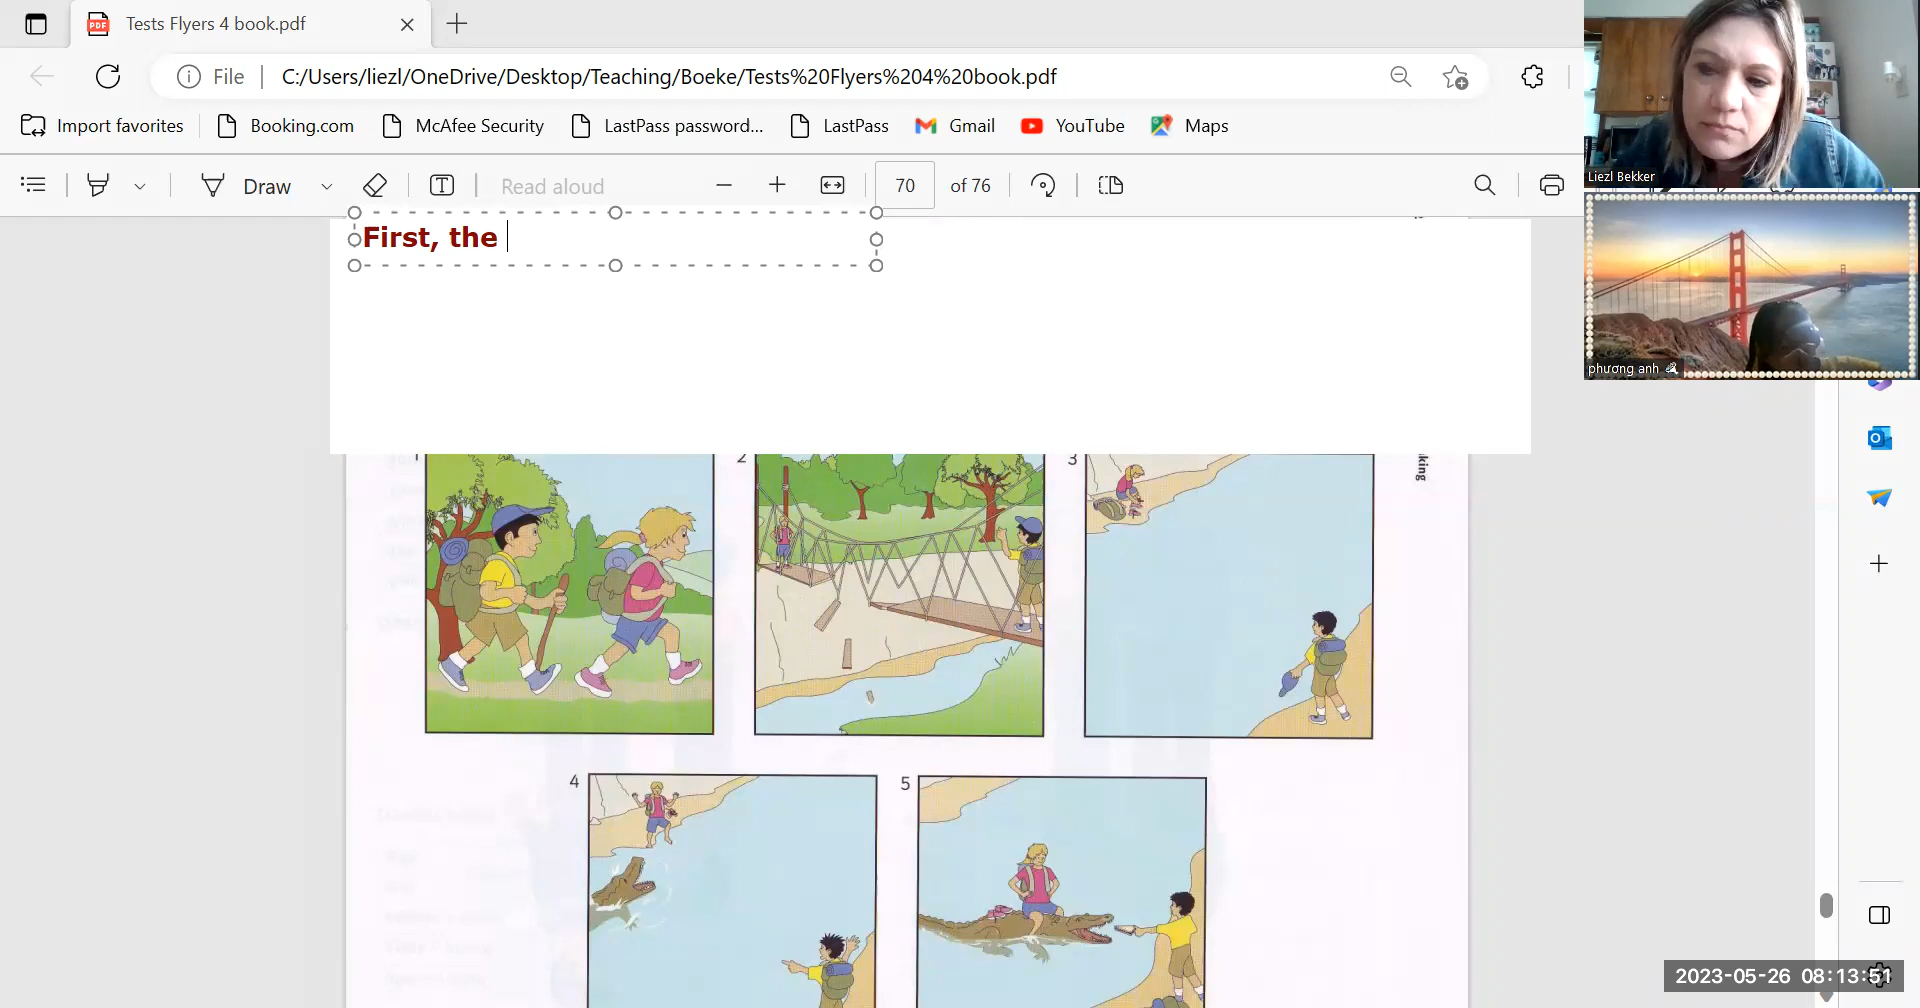 Tests Flyers 4 book.pdf
File
C:/Users/liezl/OneDrive/Desktop/Teaching/Boeke/Tests%20Flyers%204%20book.pdf
Import favorites
Booking.com
McAfee Security
LastPass password...
LastPass
Gmail
YouTube
Maps
Draw
Read aloud
70
of 76
Liezl Bekker
First, the
phương anh
1
2
3
king
4
5
2023-05-26 08:13:51